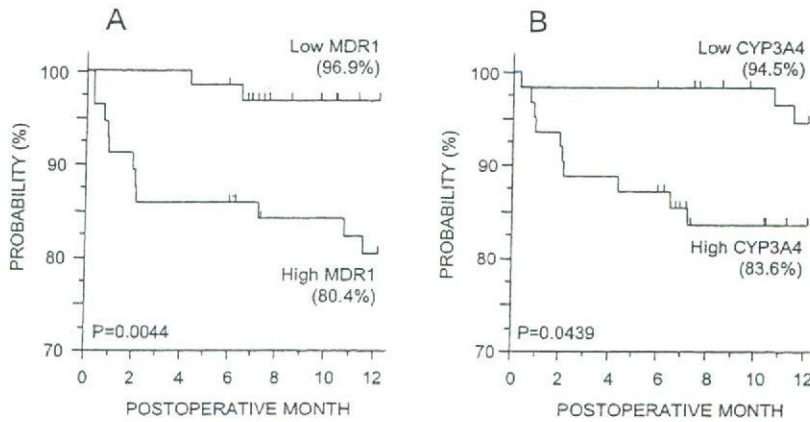 A
Low MDR1
(96.9%)
100
90
80
70
PROBABILITY (%)
High MDR1
(80.4%)
P=0.0044
0 2 4 6 8 10 12
POSTOPERATIVE MONTH
B
Low CYP3A4
(94.5%)
100
90
80
70
PROBABILITY (%)
High CYP3A4
(83.6%)
P=0.0439
0 2 4 6 8 10 12
POSTOPERATIVE MONTH